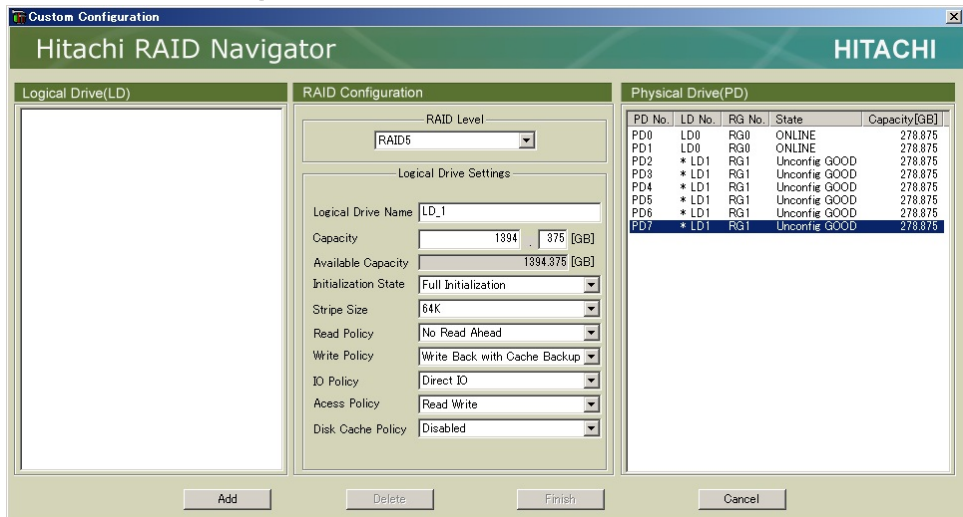 Custom Configuration
Hitachi RAID Navigator
HITACHI
Logical Drive(LD)
RAID Configuration
RAID Level
RAID5
Logical Drive Settings
Logical Drive Name LD_1
Capacity 1394 . 375 [GB]
Available Capacity 1394.375 [GB]
Initialization State Full Initialization
Stripe Size 64K
Read Policy No Read Ahead
Write Policy Write Back with Cache Backup
IO Policy Direct IO
Acess Policy Read Write
Disk Cache Policy Disabled
Physical Drive(PD)
PD No. LD No. RG No. State Capacity[GB]
PD0 LD0 RG0 ONLINE 278.875
PD1 LD0 RG0 ONLINE 278.875
PD2 * LD1 RG1 Unconfig GOOD 278.875
PD3 * LD1 RG1 Unconfig GOOD 278.875
PD4 * LD1 RG1 Unconfig GOOD 278.875
PD5 * LD1 RG1 Unconfig GOOD 278.875
PD6 * LD1 RG1 Unconfig GOOD 278.875
PD7 * LD1 RG1 Unconfig GOOD 278.875
Add Delete Finish Cancel